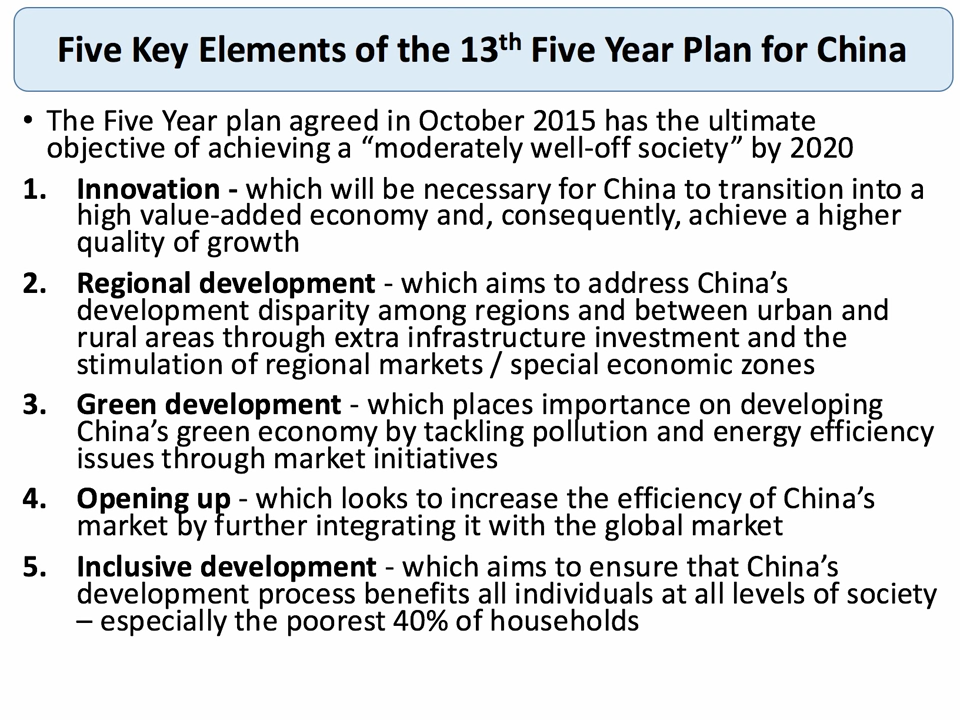 Five Key Elements of the 13th Five Year Plan for China
• The Five Year plan agreed in October 2015 has the ultimate
objective of achieving a “moderately well-off society” by 2020
1. Innovation - which will be necessary for China to transition into a
high value-added economy and, consequently, achieve a higher
quality of growth
2. Regional development - which aims to address China’s
development disparity among regions and between urban and
rural areas through extra infrastructure investment and the
stimulation of regional markets / special economic zones
3. Green development - which places importance on developing
China’s green economy by tackling pollution and energy efficiency
issues through market initiatives
4. Opening up - which looks to increase the efficiency of China’s
market by further integrating it with the global market
5. Inclusive development - which aims to ensure that China’s
development process benefits all individuals at all levels of society
– especially the poorest 40% of households